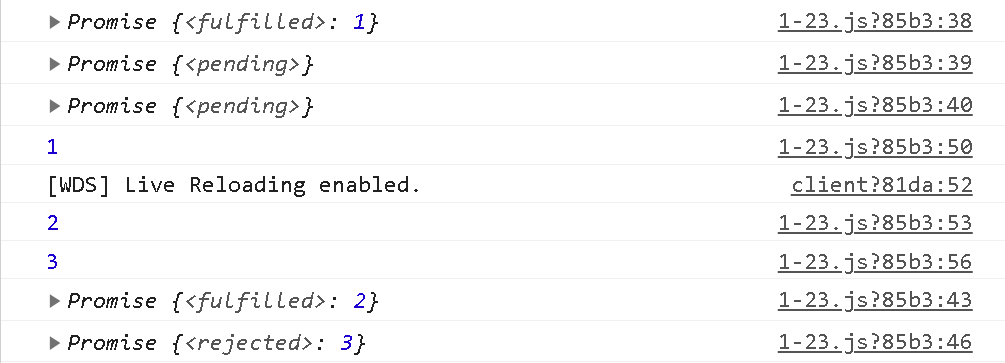 ▶ Promise {<fulfilled>: 1} 1-23.js?85b3:38
▶ Promise {<pending>} 1-23.js?85b3:39
▶ Promise {<pending>} 1-23.js?85b3:40
1 1-23.js?85b3:50
[WDS] Live Reloading enabled. client?81da:52
2 1-23.js?85b3:53
3 1-23.js?85b3:56
▶ Promise {<fulfilled>: 2} 1-23.js?85b3:43
▶ Promise {<rejected>: 3} 1-23.js?85b3:46